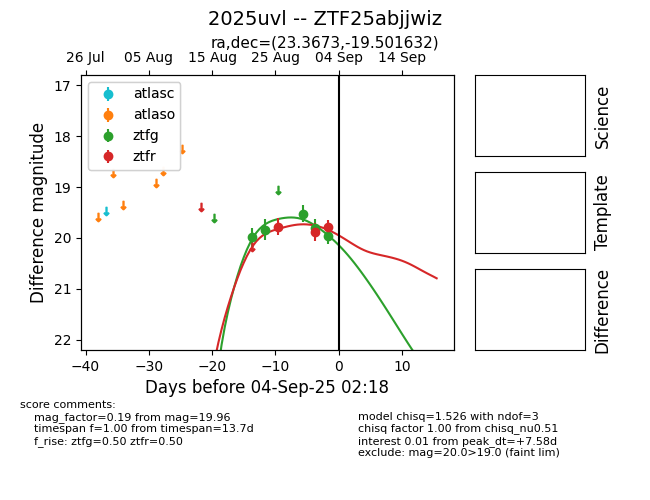 2025uvl -- ZTF25abjjwiz
ra,dec=(23.3673,-19.501632)
26 Jul 05 Aug 15 Aug 25 Aug 04 Sep 14 Sep
17
18
19
20
21
22
Difference magnitude
atlasc
atlaso
ztfg
ztfr
−40 −30 −20 −10 0 10
Days before 04-Sep-25 02:18
Science
Template
Difference
score comments:
mag_factor=0.19 from mag=19.96
timespan f=1.00 from timespan=13.7d
f_rise: ztfg=0.50 ztfr=0.50
model chisq=1.526 with ndof=3
chisq factor 1.00 from chisq_nu0.51
interest 0.01 from peak_dt=+7.58d
exclude: mag=20.0>19.0 (faint lim)